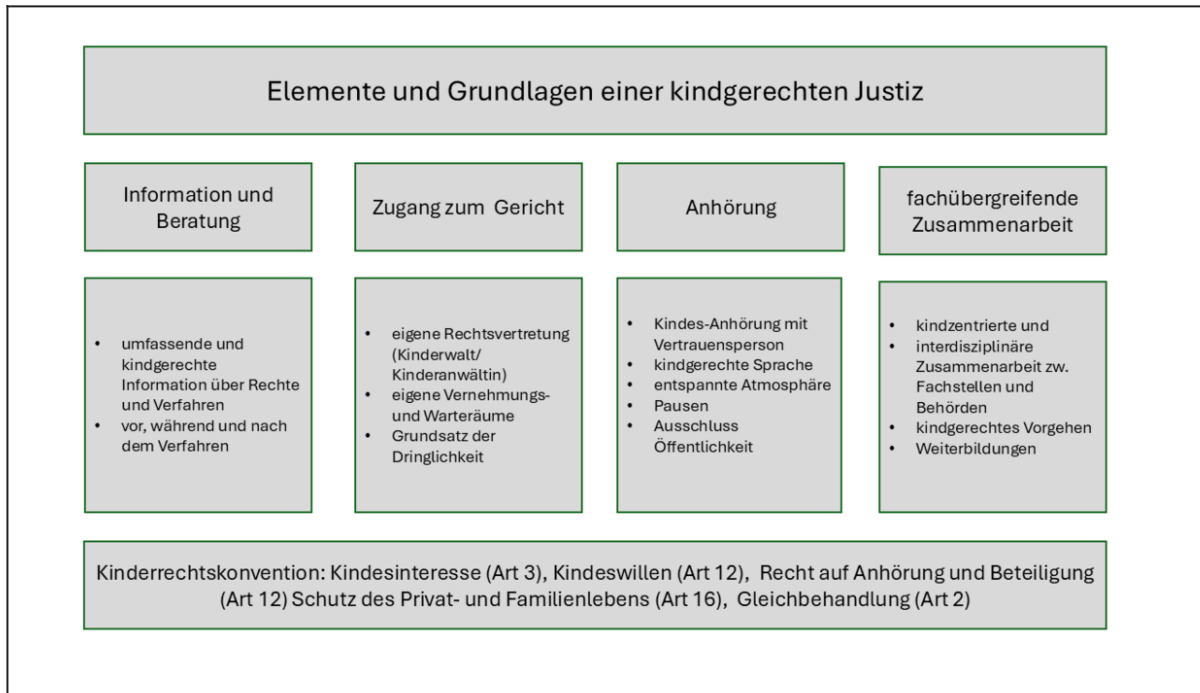 Elemente und Grundlagen einer kindgerechten Justiz
Information und
Beratung
Zugang zum Gericht
Anhörung
fachübergreifende
Zusammenarbeit
• umfassende und
kindgerechte
Information über Rechte
und Verfahren
• vor, während und nach
dem Verfahren
• eigene Rechtsvertretung
(Kinderwalt/
Kinderanwältin)
• eigene Vernehmungs-
und Warteräume
• Grundsatz der
Dringlichkeit
• Kindes-Anhörung mit
Vertrauensperson
• kindgerechte Sprache
• entspannte Atmosphäre
• Pausen
• Ausschluss
Öffentlichkeit
• kindzentrierte und
• interdisziplinäre
Zusammenarbeit zw.
Fachstellen und
Behörden
• kindgerechtes Vorgehen
• Weiterbildungen
Kinderrechtskonvention: Kindesinteresse (Art 3), Kindeswillen (Art 12), Recht auf Anhörung und Beteiligung
(Art 12) Schutz des Privat- und Familienlebens (Art 16), Gleichbehandlung (Art 2)